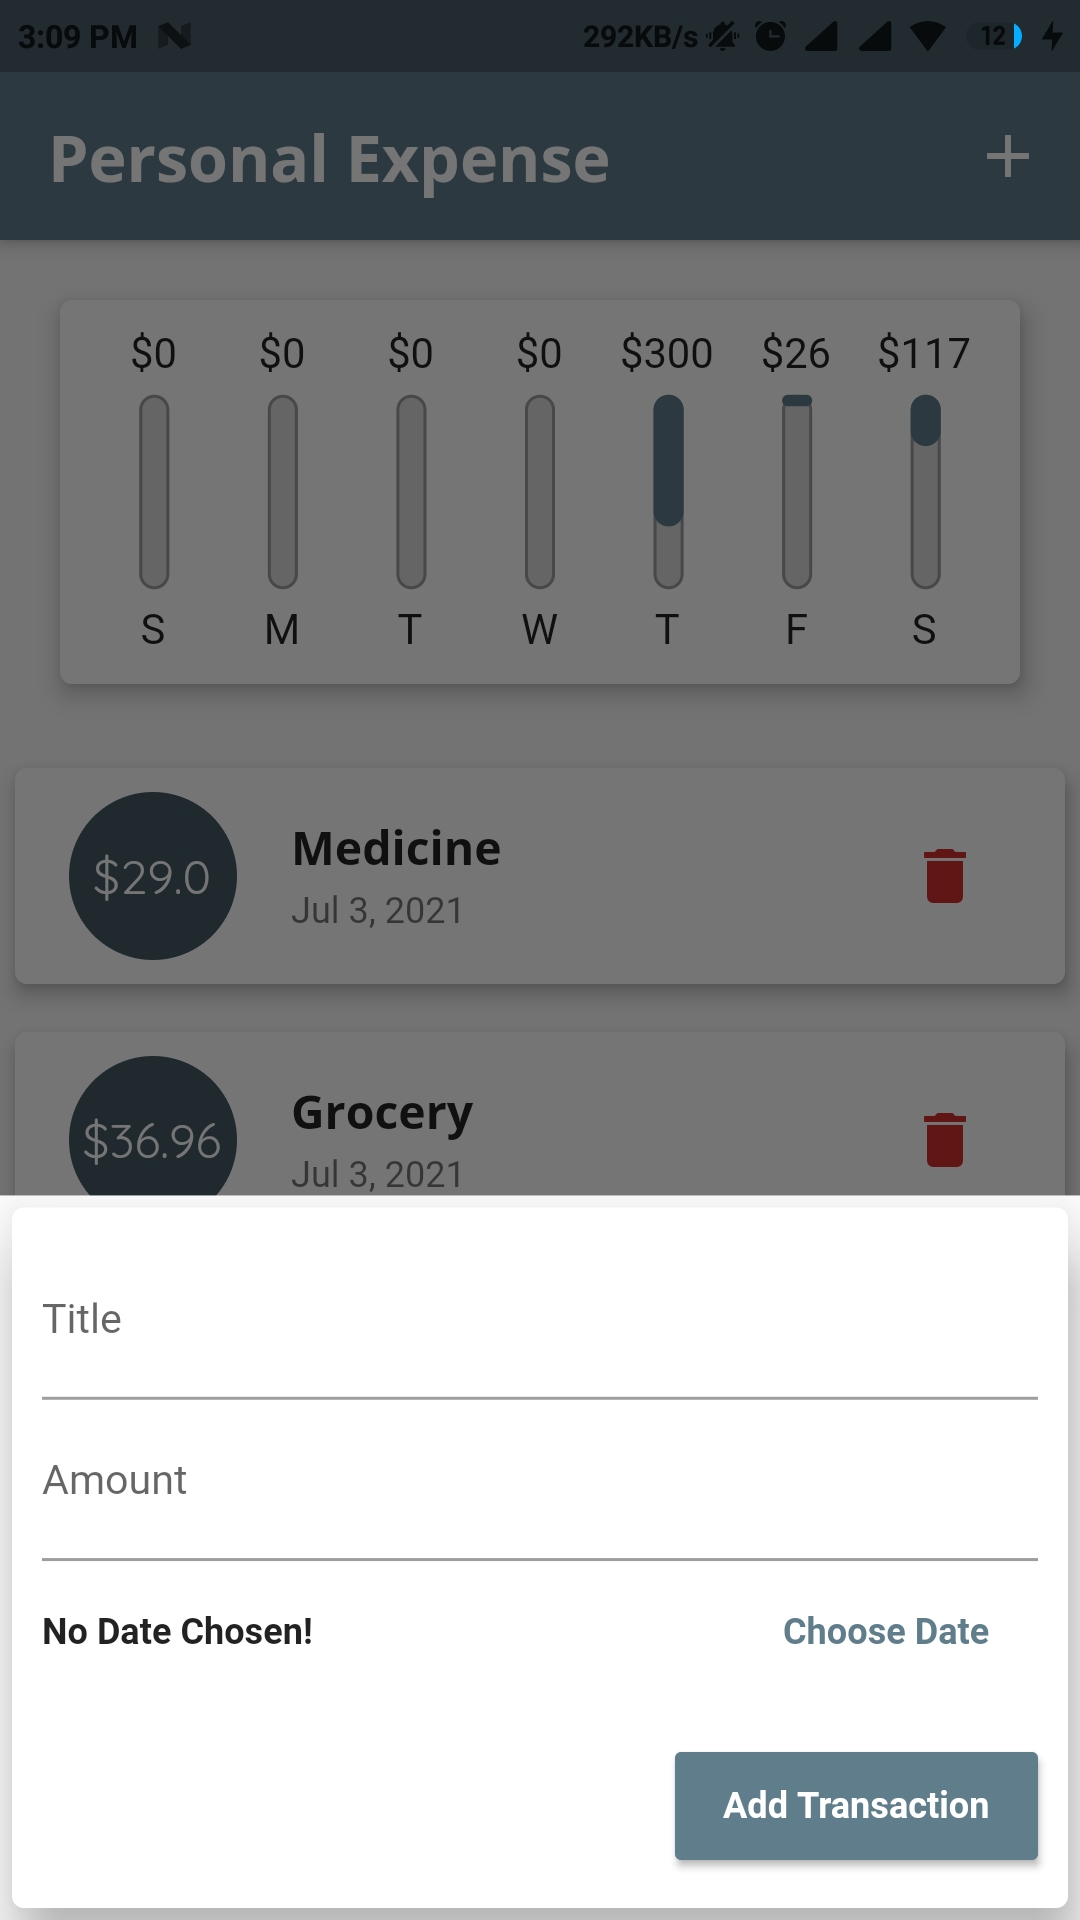 3:09 PM 292KB/s 12
Personal Expense
$0 $0 $0 $0 $300 $26 $117
S M T W T F S
$29.0
Medicine
Jul 3, 2021
$36.96
Grocery
Jul 3, 2021
Title
Amount
No Date Chosen! Choose Date
Add Transaction